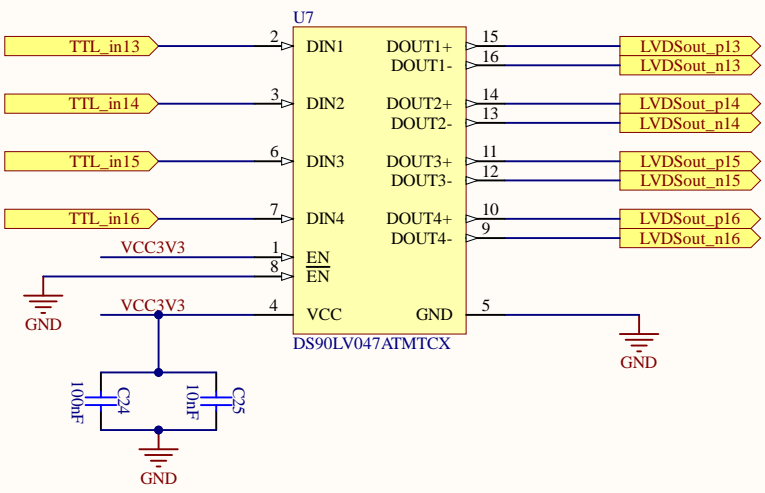 U7
TTL_in13 2 DIN1 DOUT1+ 15 LVDSout_p13
DOUT1- 16 LVDSout_n13
TTL_in14 3 DIN2 DOUT2+ 14 LVDSout_p14
DOUT2- 13 LVDSout_n14
TTL_in15 6 DIN3 DOUT3+ 11 LVDSout_p15
DOUT3- 12 LVDSout_n15
TTL_in16 7 DIN4 DOUT4+ 10 LVDSout_p16
DOUT4- 9 LVDSout_n16
VCC3V3 1 EN
8 EN
GND
VCC3V3 4 VCC GND 5
DS90LV047ATMTCX
GND
100nF C24 10nF C25
GND